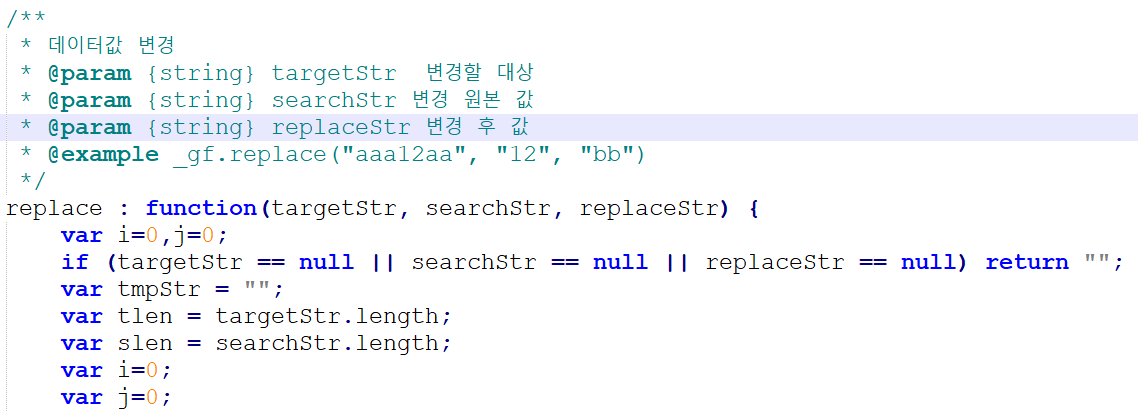 /**
 * 데이터값 변경
 * @param {string} targetStr  변경할 대상
 * @param {string} searchStr 변경 원본 값
 * @param {string} replaceStr 변경 후 값
 * @example _gf.replace("aaa12aa", "12", "bb")
 */
replace : function(targetStr, searchStr, replaceStr) {
    var i=0,j=0;
    if (targetStr == null || searchStr == null || replaceStr == null) return "";
    var tmpStr = "";
    var tlen = targetStr.length;
    var slen = searchStr.length;
    var i=0;
    var j=0;